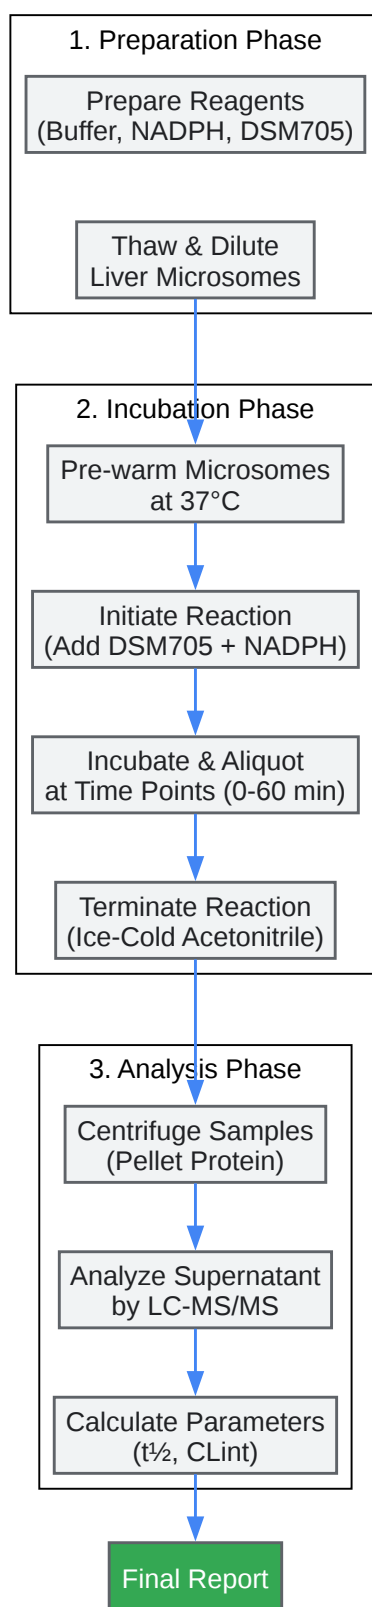 1. Preparation Phase
Prepare Reagents
(Buffer, NADPH, DSM705)
Thaw & Dilute
Liver Microsomes
2. Incubation Phase
Pre-warm Microsomes
at 37°C
Initiate Reaction
(Add DSM705 + NADPH)
Incubate & Aliquot
at Time Points (0-60 min)
Terminate Reaction
(Ice-Cold Acetonitrile)
3. Analysis Phase
Centrifuge Samples
(Pellet Protein)
Analyze Supernatant
by LC-MS/MS
Calculate Parameters
(t½, CLint)
Final Report